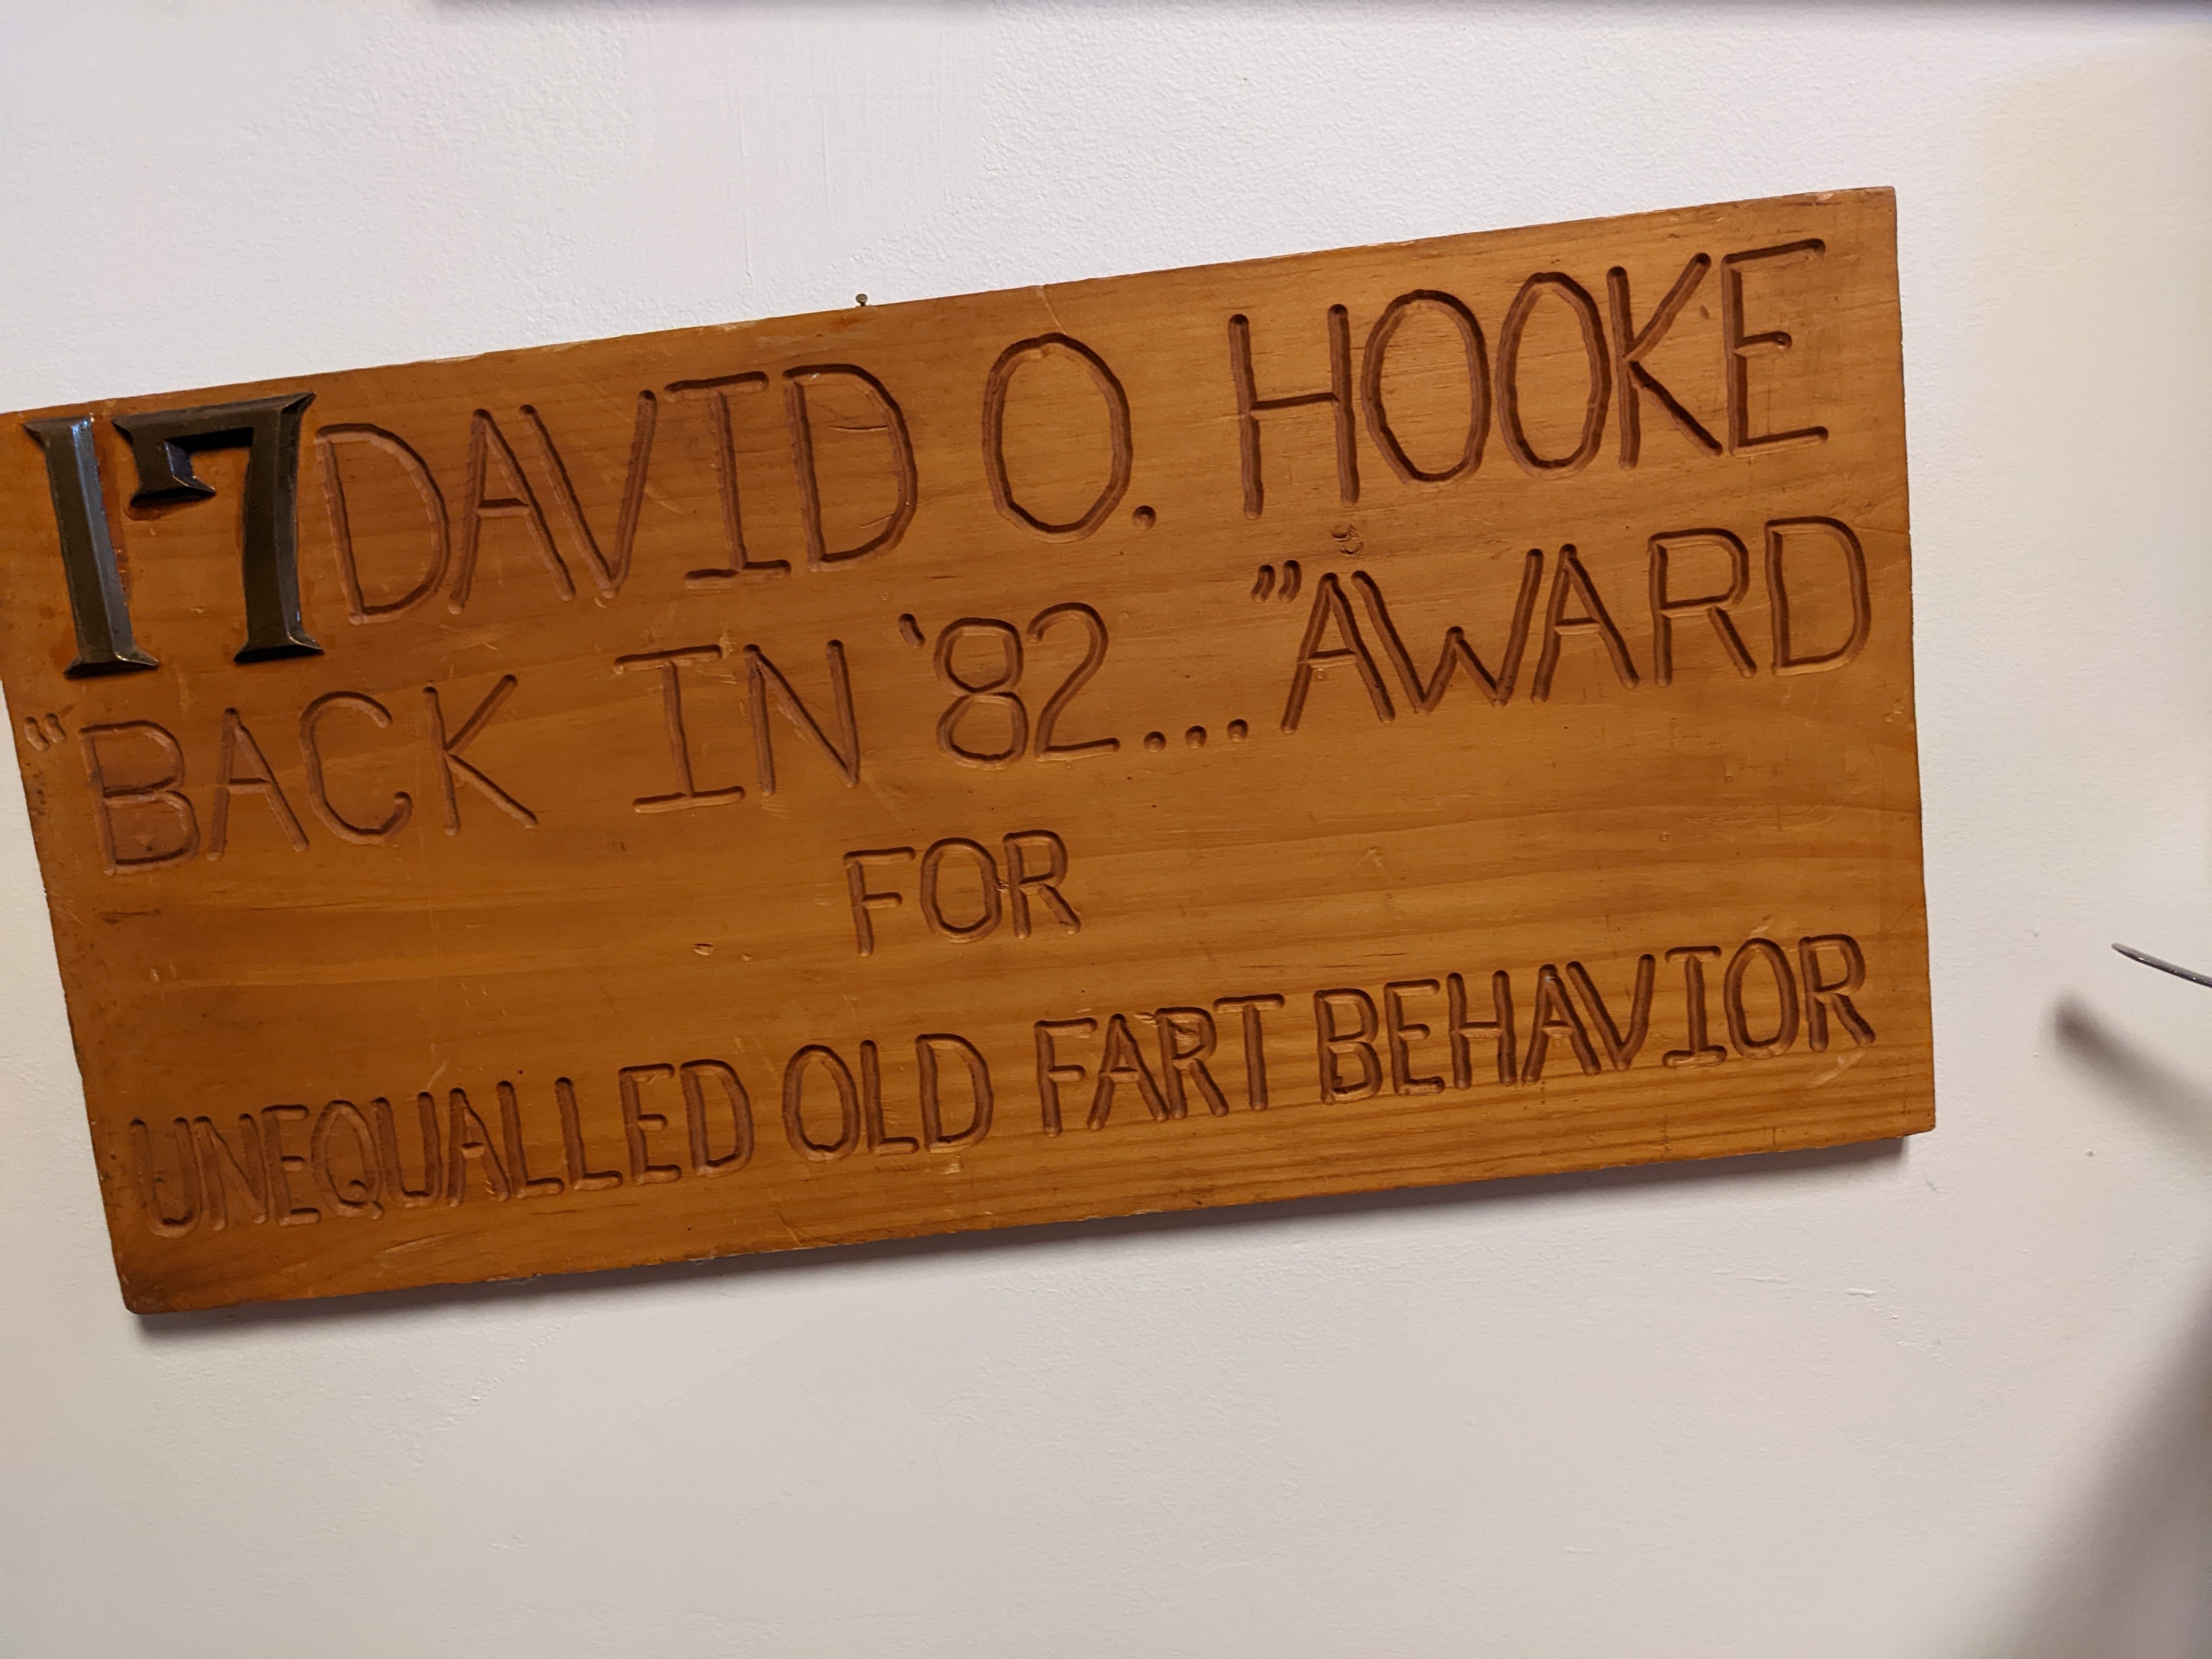 17 DAVID O. HOOKE
"BACK IN '82..." AWARD
FOR
UNEQUALLED OLD FART BEHAVIOR